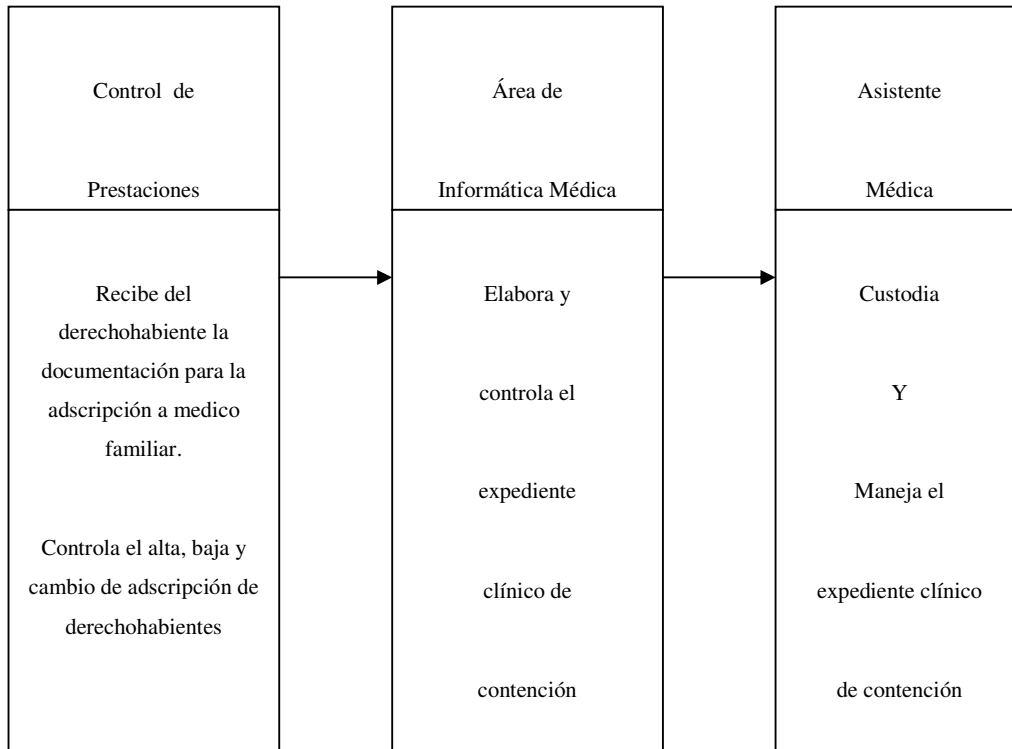 Control de
Prestaciones
Recibe del
derechohabiente la
documentación para la
adscripción a medico
familiar.
Controla el alta, baja y
cambio de adscripción de
derechohabientes
Área de
Informática Médica
Elabora y
controla el
expediente
clínico de
contención
Asistente
Médica
Custodia
Y
Maneja el
expediente clínico
de contención